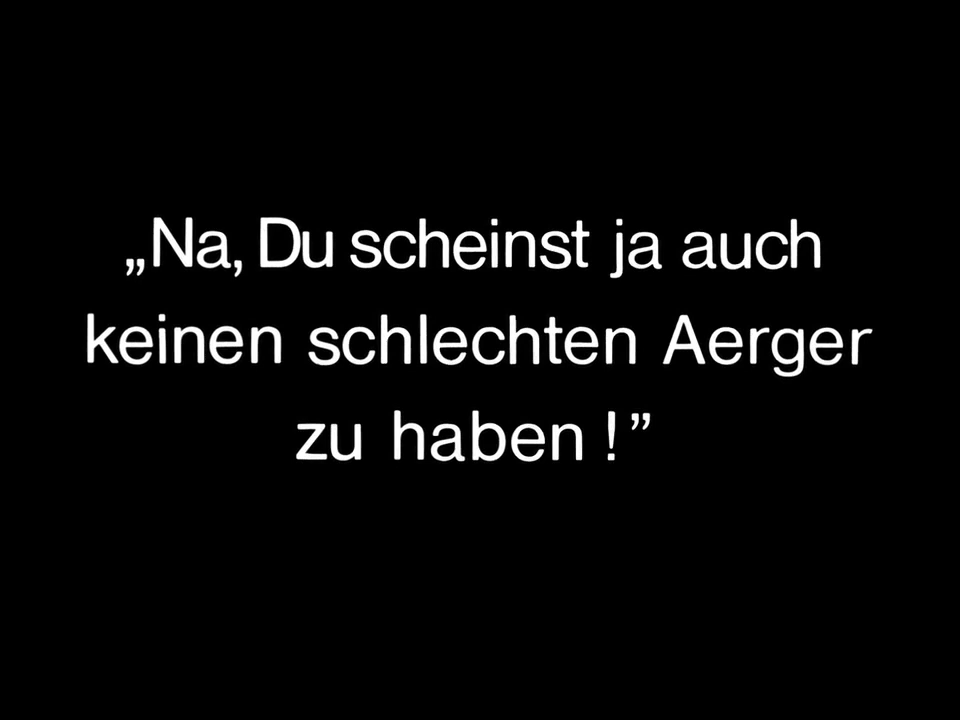 „Na, Du scheinst ja auch
keinen schlechten Aerger
zu haben!”